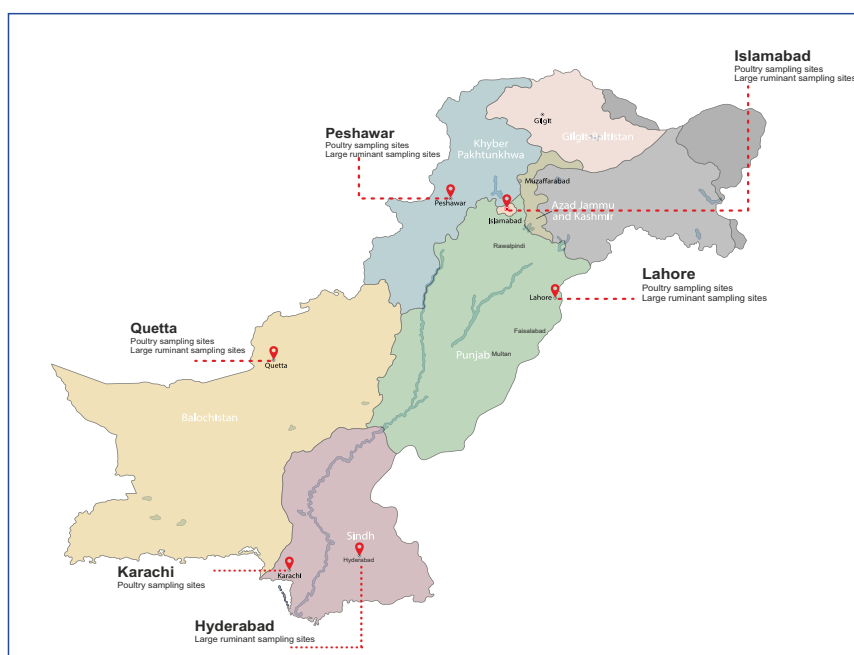 Islamabad
Poultry sampling sites
Large ruminant sampling sites
Gilgit
Gilgit-Baltistan
Peshawar
Poultry sampling sites
Large ruminant sampling sites
Khyber
Pakhtunkhwa
Muzaffarabad
Peshawar
Azad Jammu
and Kashmir
Islamabad
Rawalpindi
Lahore
Poultry sampling sites
Large ruminant sampling sites
Lahore
Faisalabad
Quetta
Poultry sampling sites
Large ruminant sampling sites
Punjab
Multan
Quetta
Balochistan
Sindh
Hyderabad
Karachi
Poultry sampling sites
Karachi
Hyderabad
Large ruminant sampling sites